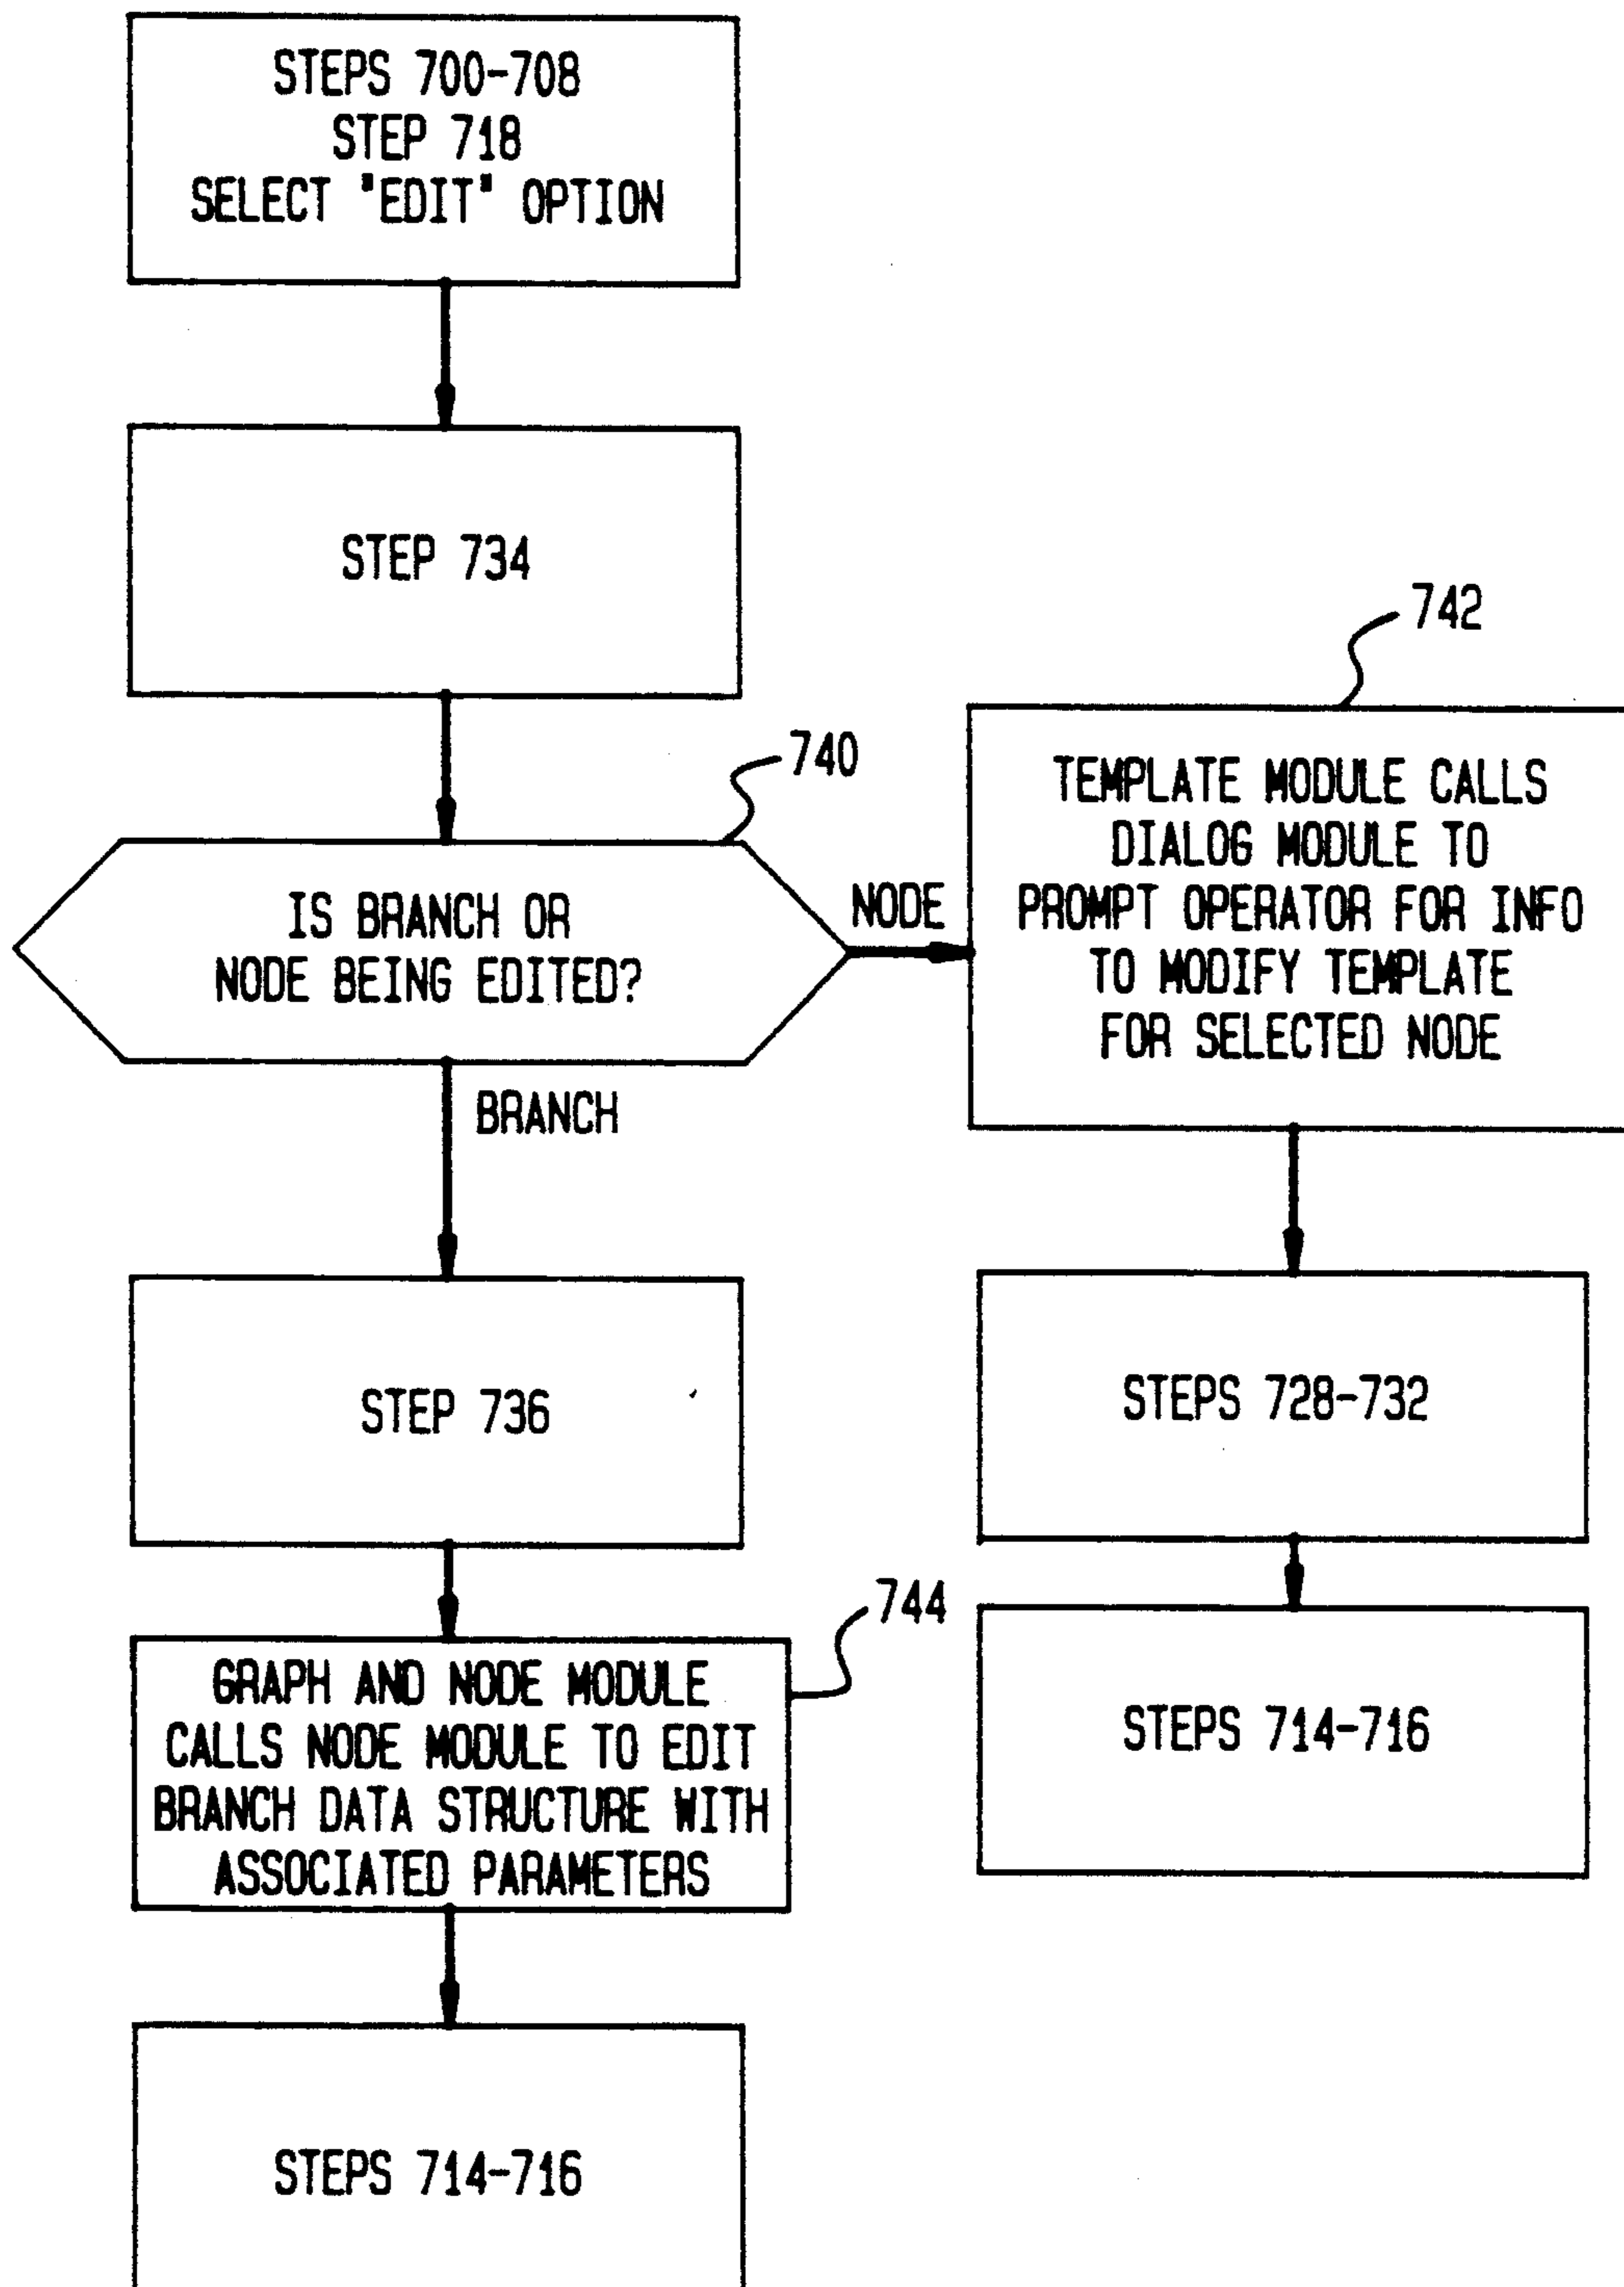 STEPS 700-708
STEP 718
SELECT "EDIT" OPTION
STEP 734
740
IS BRANCH OR
NODE BEING EDITED?
NODE
BRANCH
742
TEMPLATE MODULE CALLS
DIALOG MODULE TO
PROMPT OPERATOR FOR INFO
TO MODIFY TEMPLATE
FOR SELECTED NODE
STEPS 728-732
STEPS 714-716
STEP 736
744
GRAPH AND NODE MODULE
CALLS NODE MODULE TO EDIT
BRANCH DATA STRUCTURE WITH
ASSOCIATED PARAMETERS
STEPS 714-716